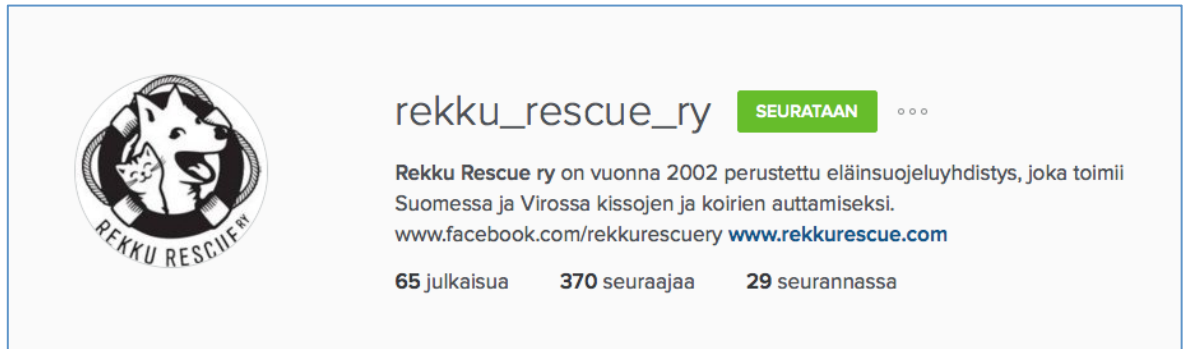 rekku_rescue_ry SEURATAAN
Rekku Rescue ry on vuonna 2002 perustettu eläinsuojeluyhdistys, joka toimii
Suomessa ja Virossa kissojen ja koirien auttamiseksi.
www.facebook.com/rekkurescuery www.rekkurescue.com
65 julkaisua 370 seuraajaa 29 seurannassa
REKKU RESCUE RY